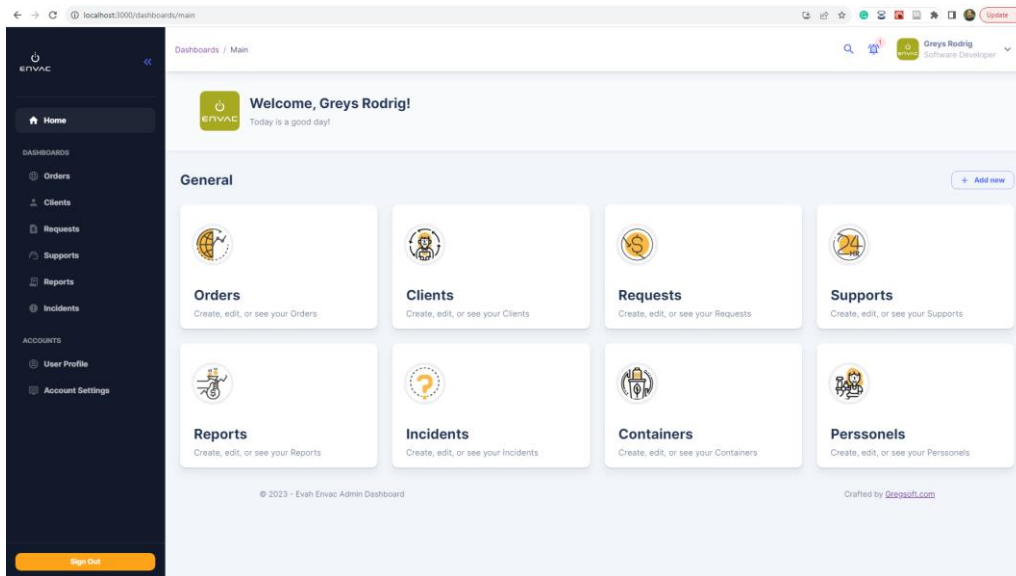 localhost:3000/dashboards/main
Update
ENVAC
Home
DASHBOARDS
Orders
Clients
Requests
Supports
Reports
Incidents
ACCOUNTS
User Profile
Account Settings
Sign Out
Dashboards / Main
1
ENVAC
Greys Rodrig
Software Developer
ENVAC
Welcome, Greys Rodrig!
Today is a good day!
General
+ Add new
Orders
Create, edit, or see your Orders
Clients
Create, edit, or see your Clients
$
Requests
Create, edit, or see your Requests
24
HR
Supports
Create, edit, or see your Supports
$
Reports
Create, edit, or see your Reports
?
Incidents
Create, edit, or see your Incidents
Containers
Create, edit, or see your Containers
Perssonels
Create, edit, or see your Perssonels
© 2023 - Evah Envac Admin Dashboard
Crafted by Gregsoft.com